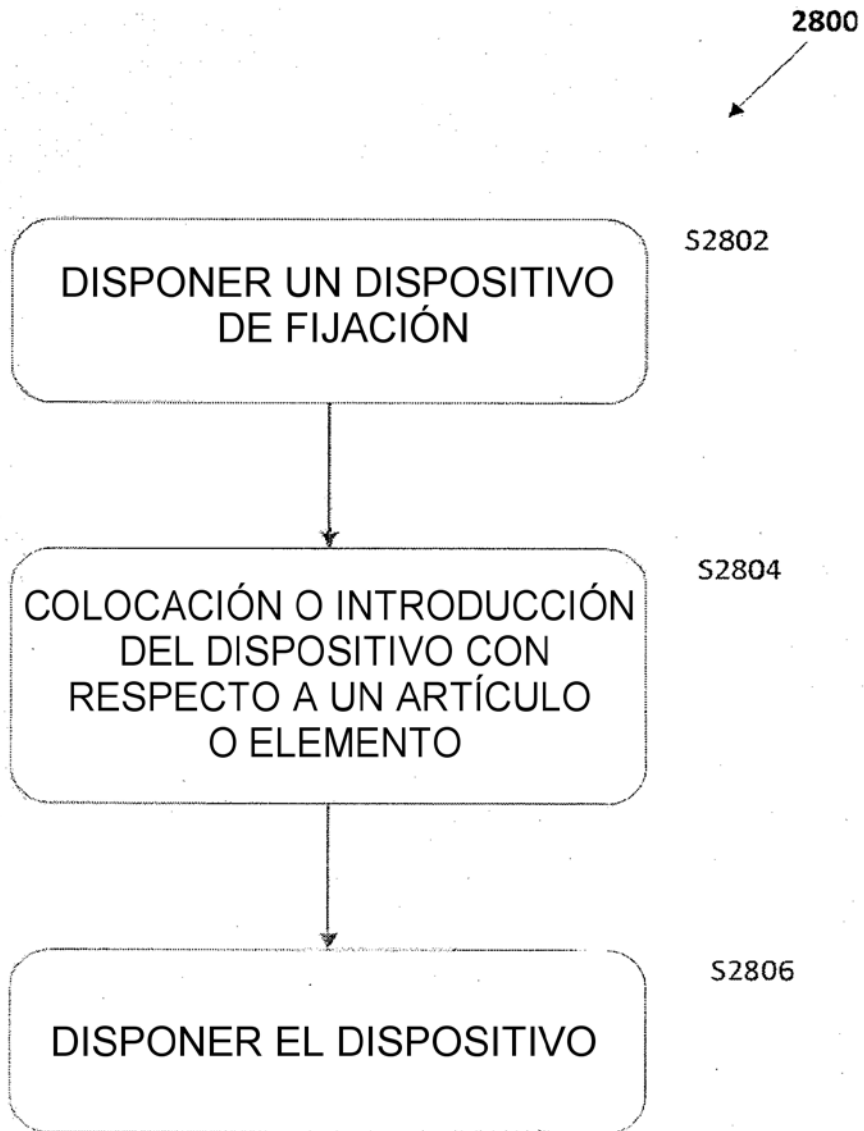 2800
S2802
DISPONER UN DISPOSITIVO
DE FIJACIÓN
S2804
COLOCACIÓN O INTRODUCCIÓN
DEL DISPOSITIVO CON
RESPECTO A UN ARTÍCULO
O ELEMENTO
S2806
DISPONER EL DISPOSITIVO